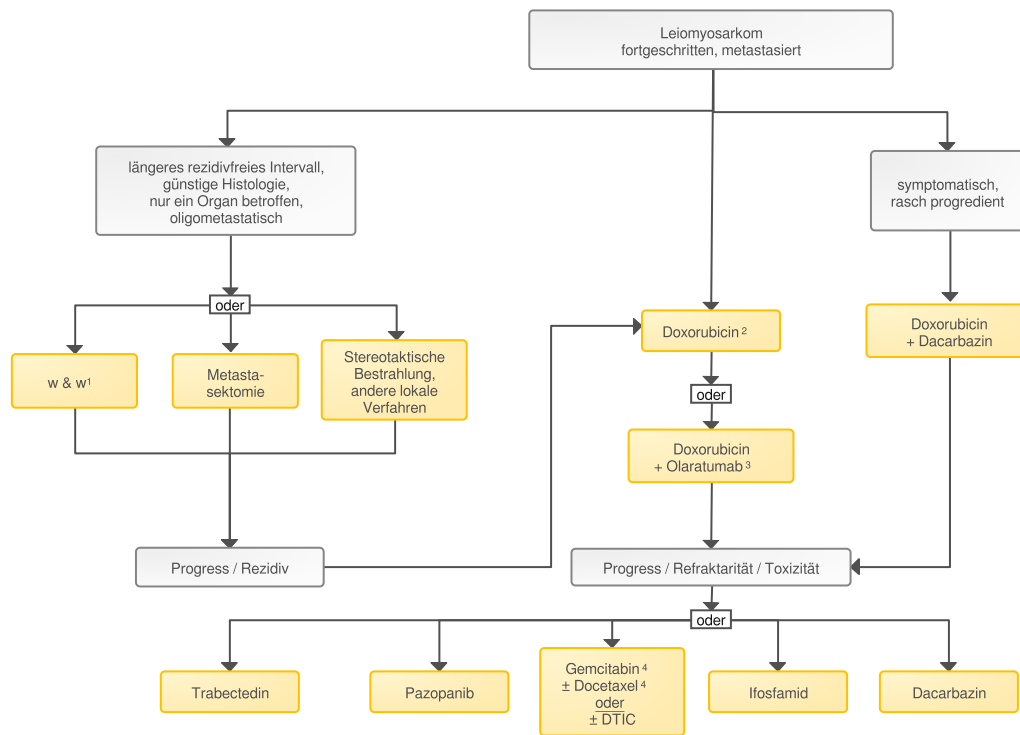 Leiomyosarkom
fortgeschritten, metastasiert
längeres rezidivfreies Intervall,
günstige Histologie,
nur ein Organ betroffen,
oligometastatisch
symptomatisch,
rasch progredient
oder
w & w¹
Metasta-
sektomie
Stereotaktische
Bestrahlung,
andere lokale
Verfahren
Doxorubicin ²
Doxorubicin
+ Dacarbazin
oder
Doxorubicin
+ Olaratumab ³
Progress / Rezidiv
Progress / Refraktarität / Toxizität
oder
Trabectedin
Pazopanib
Gemcitabin ⁴
± Docetaxel ⁴
oder
± DTIC
Ifosfamid
Dacarbazin